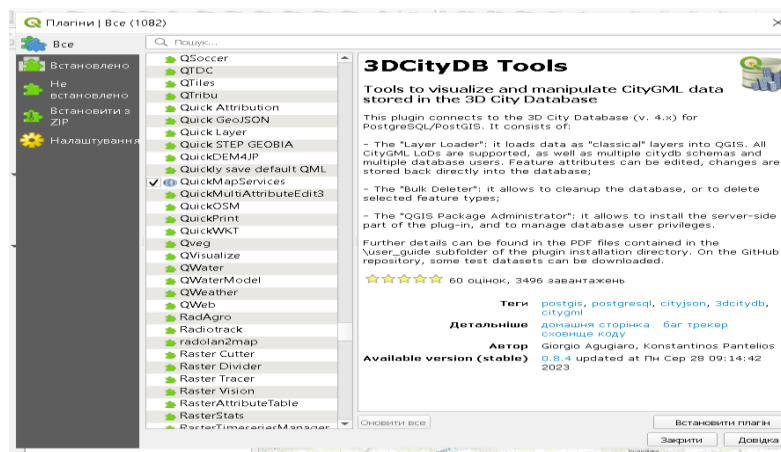 Плагіни | Все (1082)
Все
Встановлено
Не
встановлено
Встановити з
ZIP
Налаштування
Пошук...
QSoccer
QTDC
QTiles
QTribu
Quick Attribution
Quick GeoJSON
Quick Layer
Quick STEP GEOBIA
QuickDEM4JP
Quickly save default QML
QuickMapServices
QuickMultiAttributeEdit3
QuickOSM
QuickPrint
QuickWKT
Qveg
QVisualize
QWater
QWaterModel
QWeather
QWeb
RadAgro
Radiotrack
radolan2map
Raster Cutter
Raster Divider
Raster Tracer
Raster Vision
RasterAttributeTable
RasterStats
RasterTimeseriesManager
3DCityDB Tools
Tools to visualize and manipulate CityGML data
stored in the 3D City Database
This plugin connects to the 3D City Database (v. 4.x) for
PostgreSQL/PostGIS. It consists of:
- The "Layer Loader": it loads data as "classical" layers into QGIS. All
CityGML LoDs are supported, as well as multiple citydb schemas and
multiple database users. Feature attributes can be edited, changes are
stored back directly into the database;
- The "Bulk Deleter": it allows to cleanup the database, or to delete
selected feature types;
- The "QGIS Package Administrator": it allows to install the server-side
part of the plug-in, and to manage database user privileges.
Further details can be found in the PDF files contained in the
\user_guide subfolder of the plugin installation directory. On the GitHub
repository, some test datasets can be downloaded.
60 оцінок, 3496 завантажень
Теги postgis, postgresql, cityjson, 3dcitydb,
citygml
Детальніше домашня сторінка баг трекер
сховище коду
Автор Giorgio Agugiaro, Konstantinos Pantelios
Available version (stable) 0.8.4 updated at Пн Сер 28 09:14:42
2023
Оновити все
Встановити плагін
Закрити
Довідка